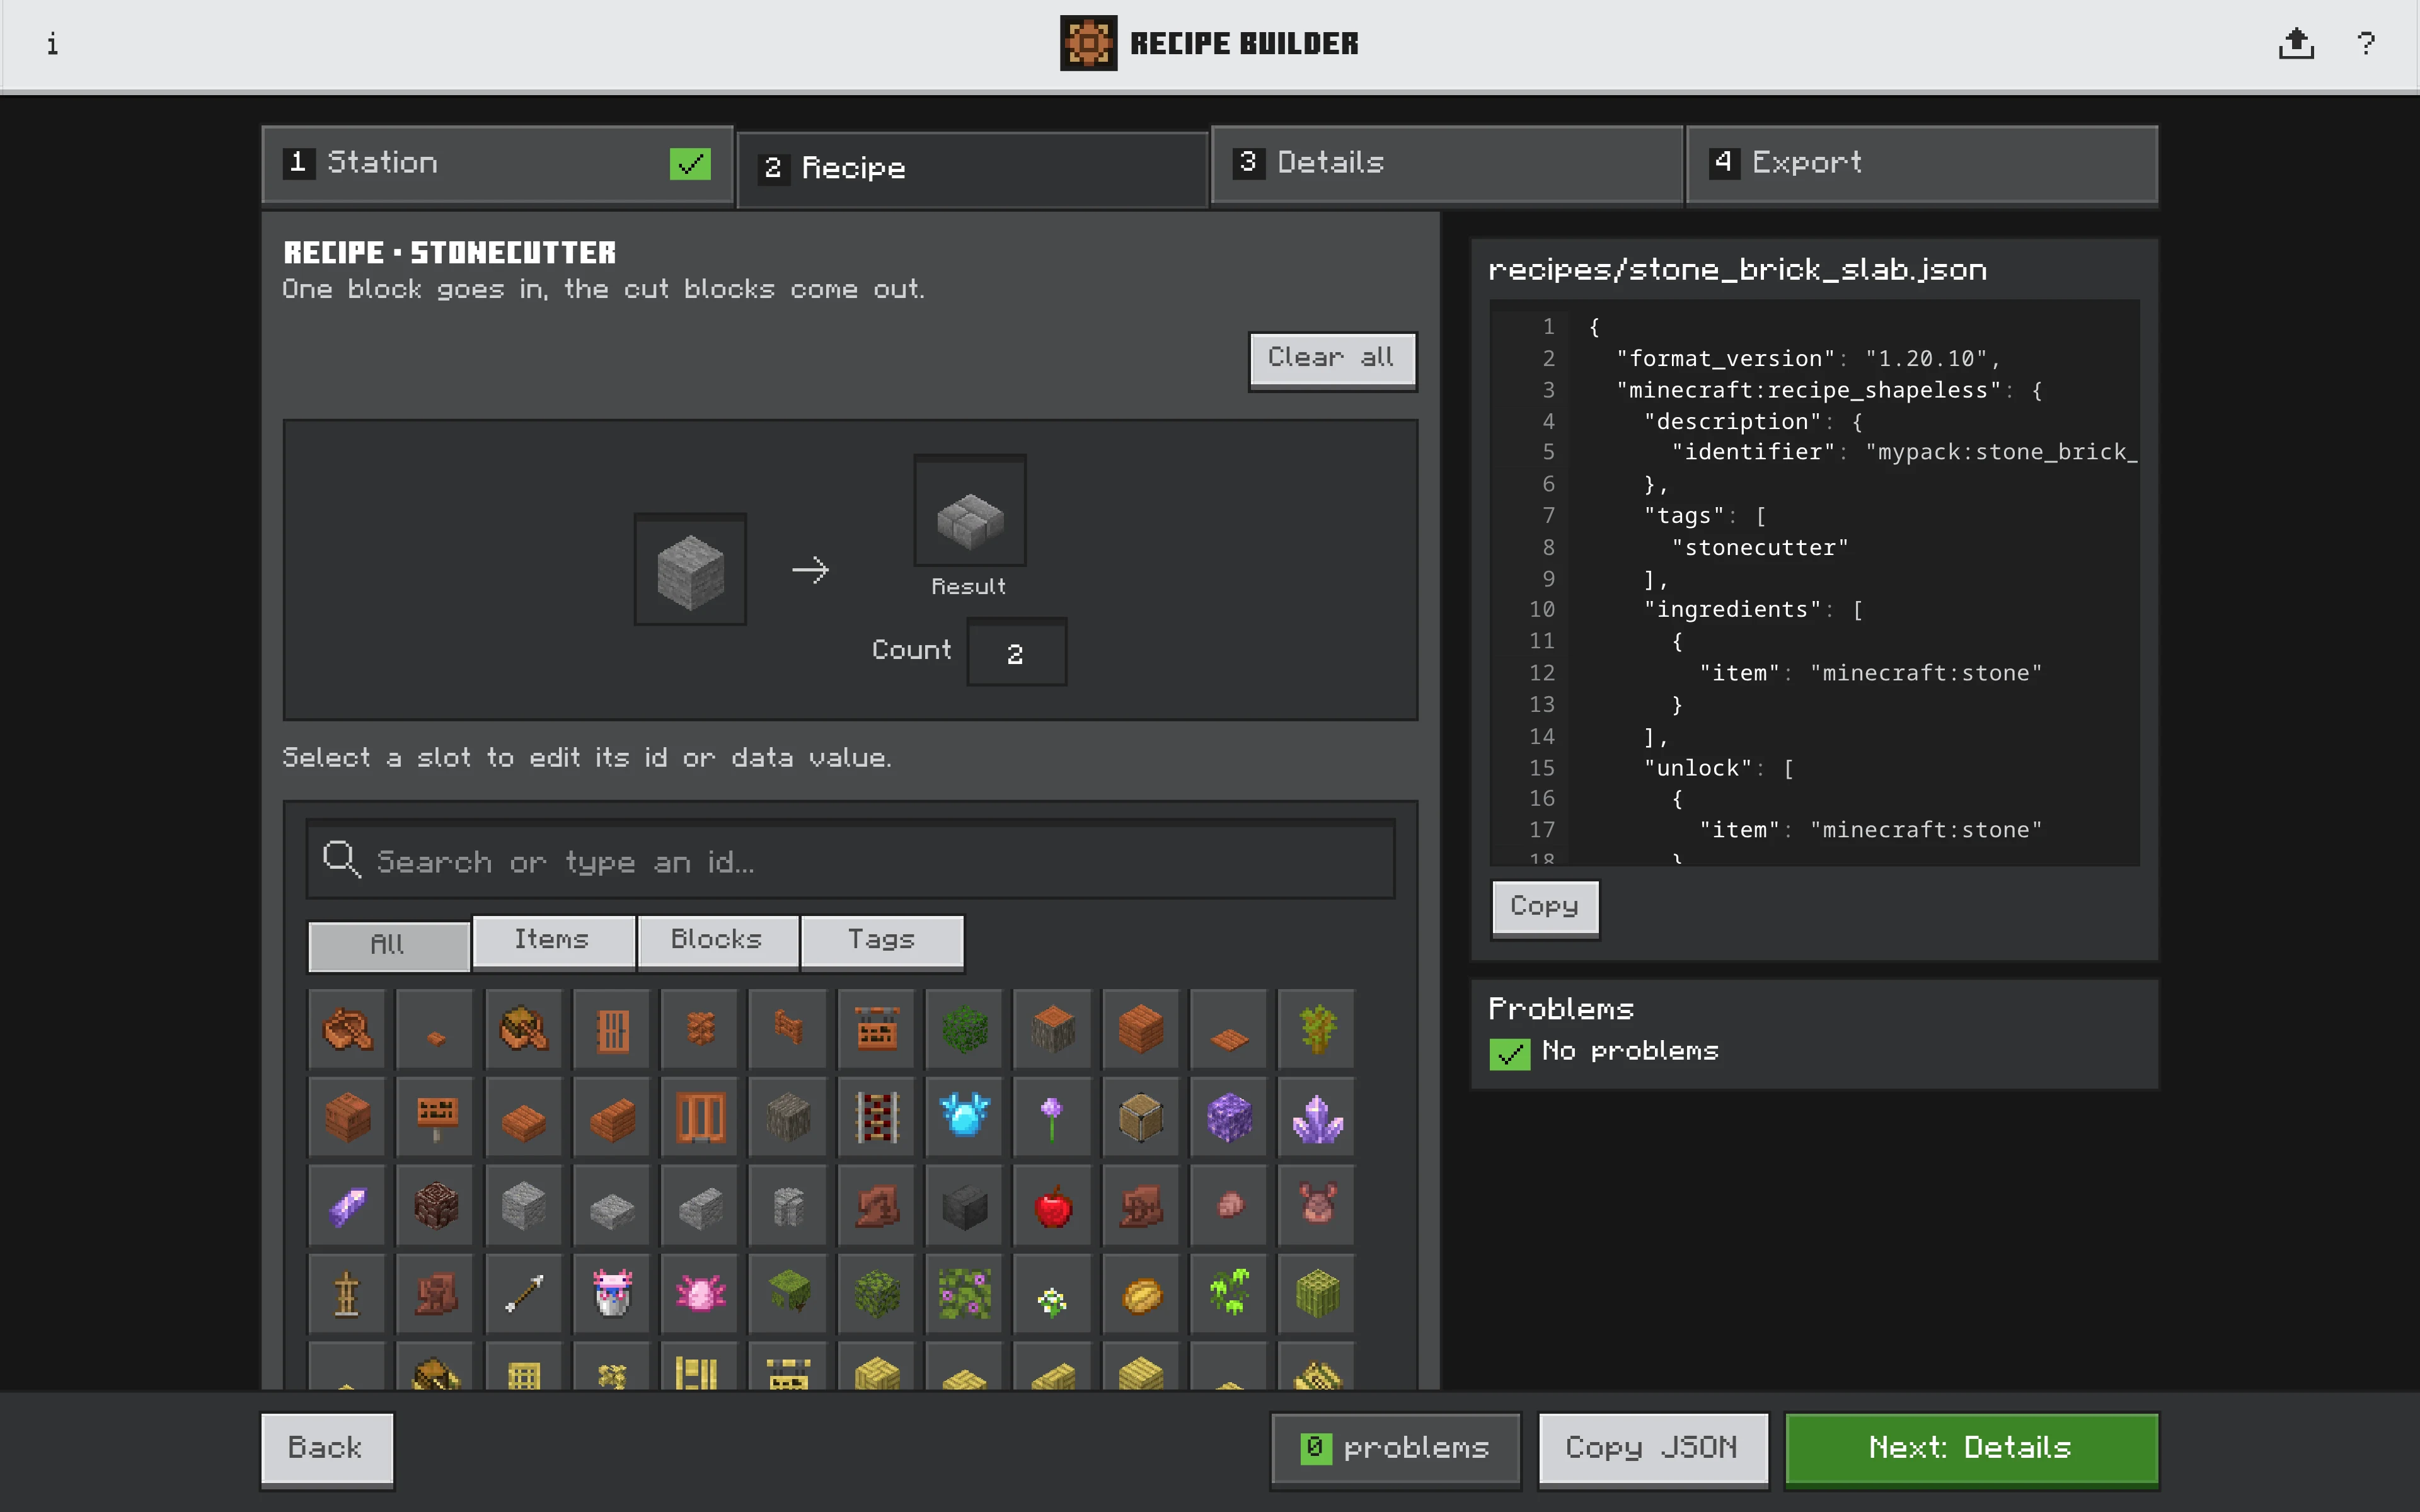 i
RECIPE BUILDER
?
1 Station
2 Recipe
3 Details
4 Export
RECIPE · STONECUTTER
One block goes in, the cut blocks come out.
Clear all
Result
Count 2
Select a slot to edit its id or data value.
Search or type an id...
All
Items
Blocks
Tags
recipes/stone_brick_slab.json
1 {
2 "format_version": "1.20.10",
3 "minecraft:recipe_shapeless": {
4 "description": {
5 "identifier": "mypack:stone_brick_
6 },
7 "tags": [
8 "stonecutter"
9 ],
10 "ingredients": [
11 {
12 "item": "minecraft:stone"
13 }
14 ],
15 "unlock": [
16 {
17 "item": "minecraft:stone"
18 }
Copy
Problems
No problems
Back
0 problems
Copy JSON
Next: Details